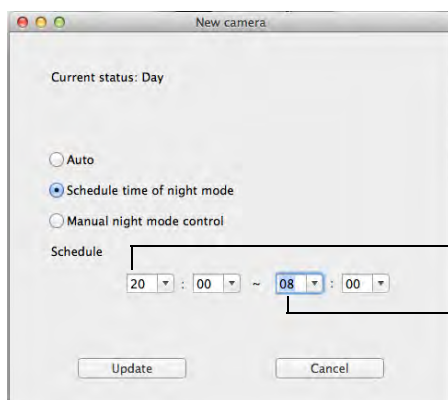 New camera
Current status: Day
Auto
Schedule time of night mode
Manual night mode control
Schedule
20 : 00 ~ 08 : 00
Update Cancel